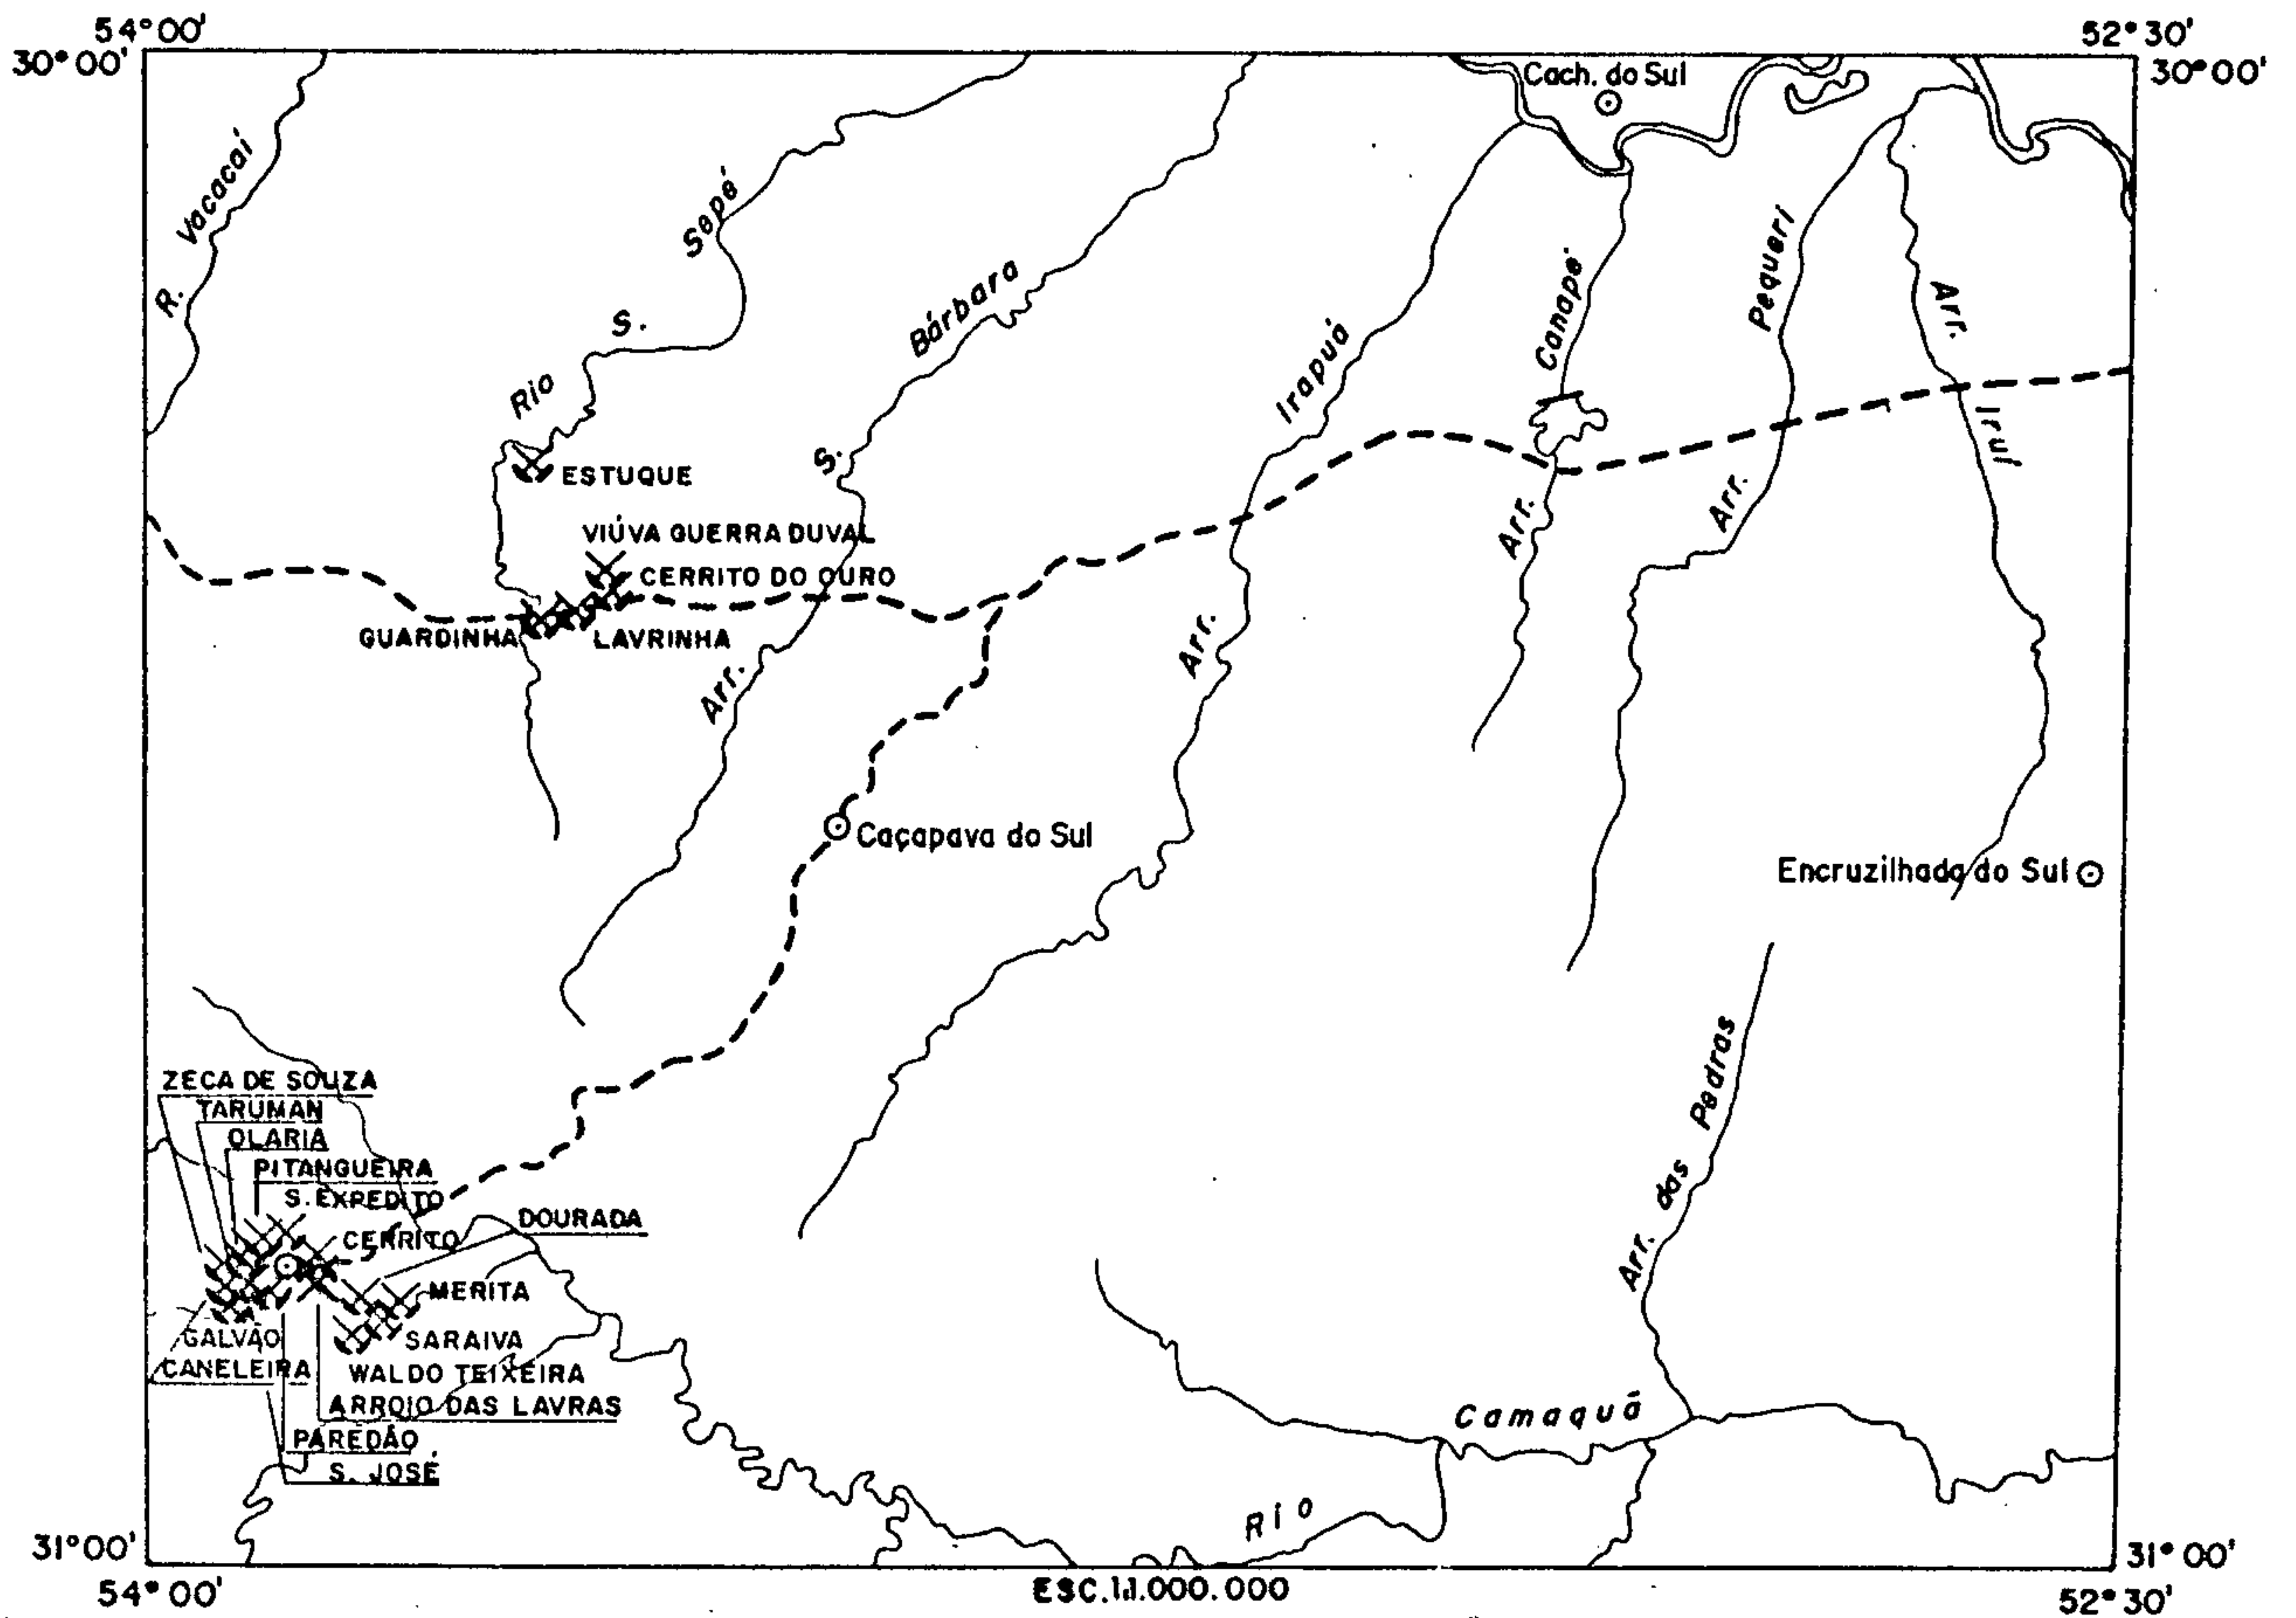 54°00'
52°30'
30°00'
30°00'
Cach. do Sul
R. Vacacaí
Rio S. Sepé
Arr. S. Bárbara
Arr. Irapuá
Arr. Canapé
Arr. Pequeri
Arr. Iruí
ESTUQUE
VIÚVA GUERRA DUVAL
CERRITO DO OURO
GUARDINHA
LAVRINHA
Caçapava do Sul
Encruzilhada do Sul
Arr. das Pedras
ZECA DE SOUZA
TARUMAN
OLARIA
PITANGUEIRA
S. EXPEDITO
DOURADA
CERRITO
MERITA
GALVÃO
SARAIVA
CANELEIRA
WALDO TEIXEIRA
ARROIO DAS LAVRAS
PAREDÃO
S. JOSÉ
Rio Camaquá
31°00'
31°00'
54°00'
ESC. 1:1.000.000
52°30'